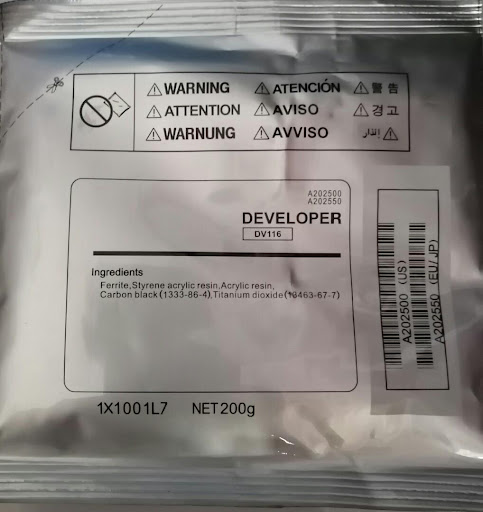 WARNING ATENCIÓN 警告
ATTENTION AVISO 경고
WARNUNG AVVISO إنذار
A202500
A202550
DEVELOPER
DV116
Ingredients
Ferrite,Styrene acrylic resin,Acrylic resin,
Carbon black (1333-86-4),Titanium dioxide(13463-67-7)
1X1001L7 NET200g
A202500 (US)
A202550 (EU/JP)